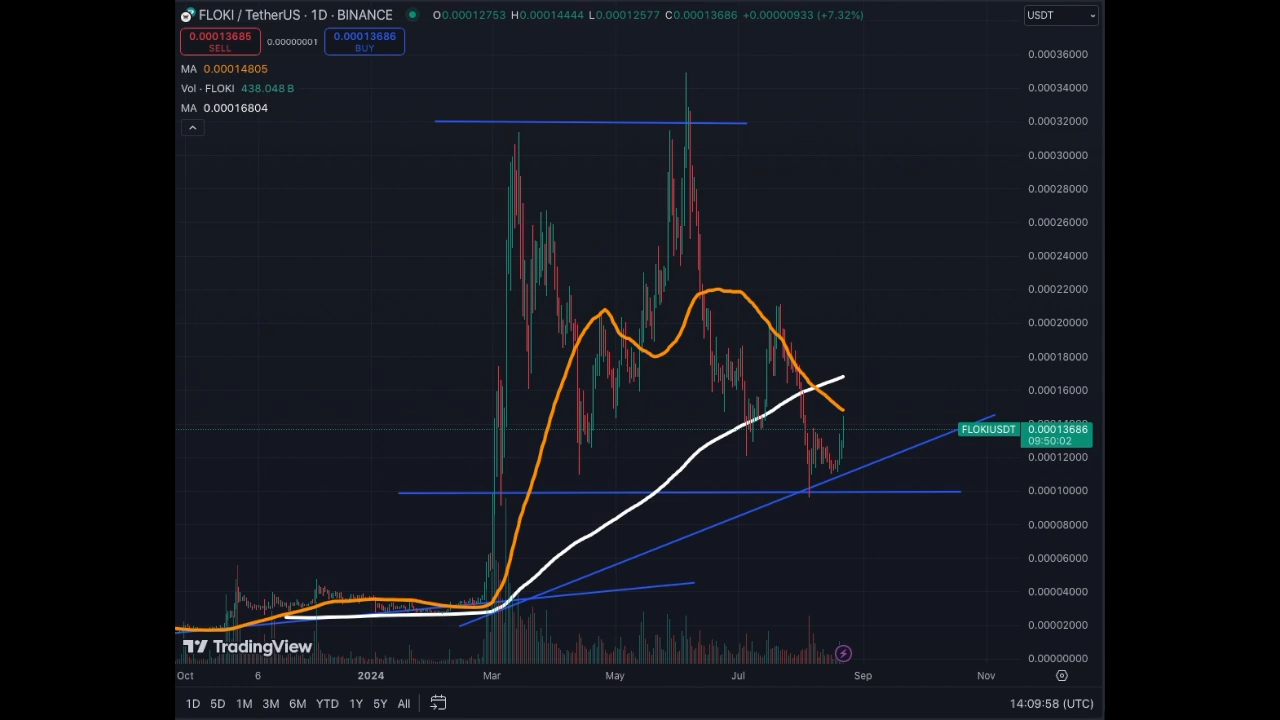 FLOKI / TetherUS · 1D · BINANCE O0.00012753 H0.00014444 L0.00012577 C0.00013686 +0.00000933 (+7.32%)
USDT
0.00013685
SELL
0.00000001
0.00013686
BUY
MA 0.00014805
Vol · FLOKI 438.048 B
MA 0.00016804
0.00036000
0.00034000
0.00032000
0.00030000
0.00028000
0.00026000
0.00024000
0.00022000
0.00020000
0.00018000
0.00016000
FLOKIUSDT 0.00013686
09:50:02
0.00012000
0.00010000
0.00008000
0.00006000
0.00004000
0.00002000
0.00000000
TradingView
Oct 6 2024 Mar May Jul Sep Nov
1D 5D 1M 3M 6M YTD 1Y 5Y All 14:09:58 (UTC)